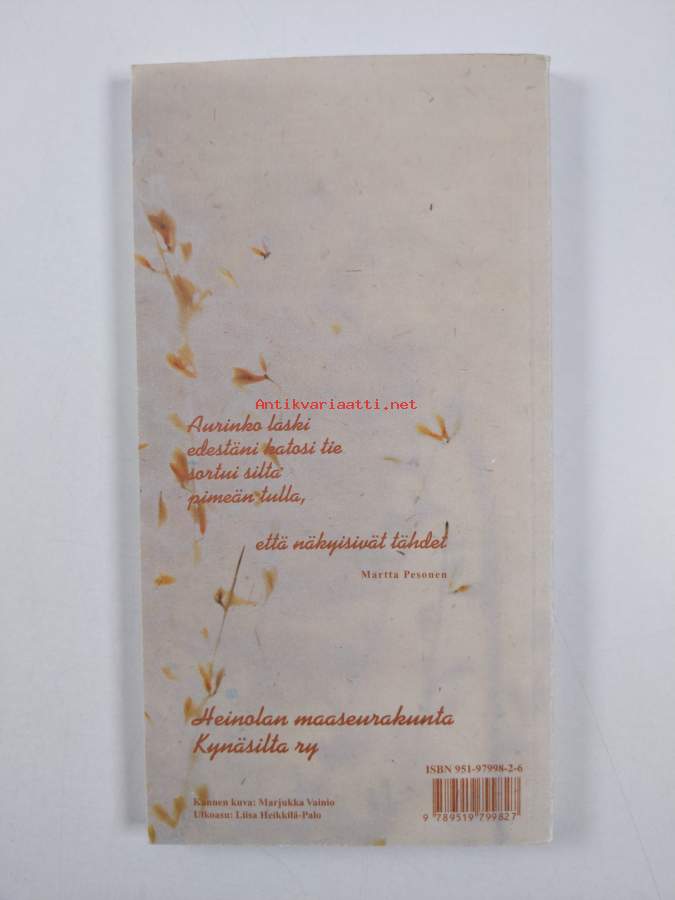 Antikvariaatti.net
Aurinko laski
edestäni katosi tie
sortui silta
pimeän tulla,
että näkyisivät tähdet
Martta Pesonen
Heinolan maaseurakunta
Kynäsilta ry
ISBN 951-97998-2-6
Kannen kuva: Marjukka Vainio
Ulkoasu: Liisa Heikkilä-Palo
9 789519 799827